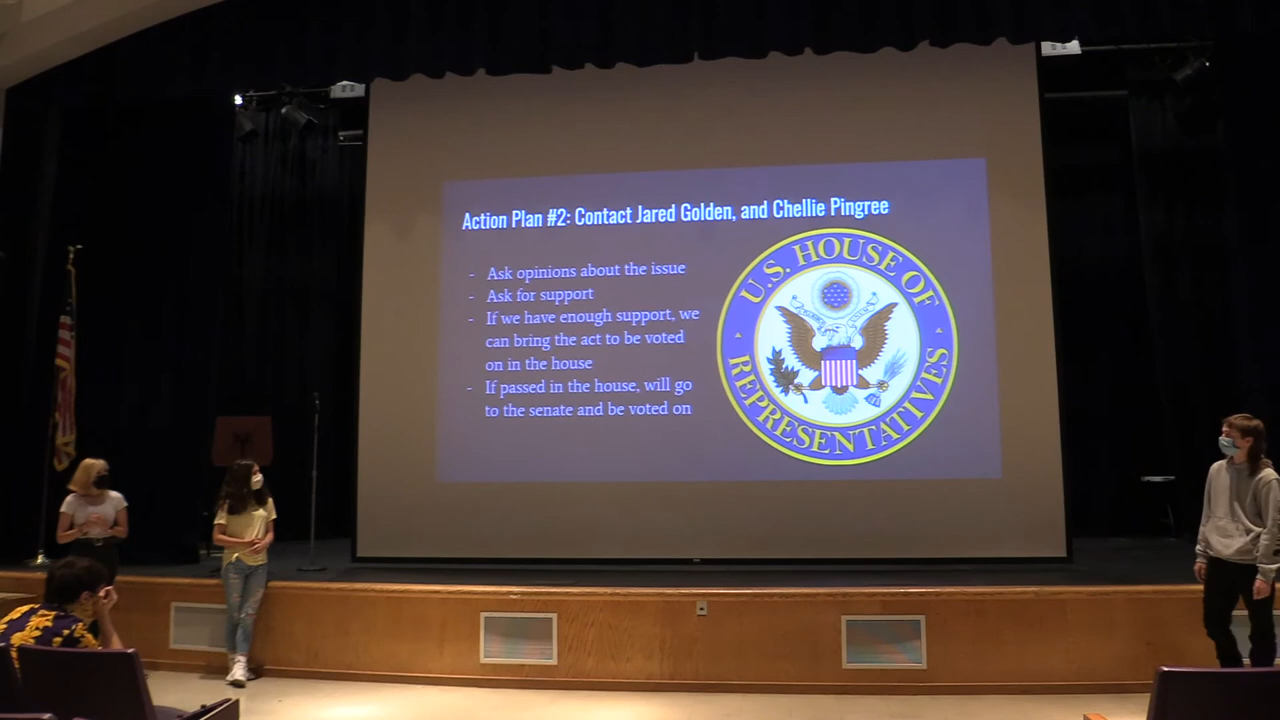 Action Plan #2: Contact Jared Golden, and Chellie Pingree
- Ask opinions about the issue
- Ask for support
- If we have enough support, we
can bring the act to be voted
on in the house
- If passed in the house, will go
to the senate and be voted on
U.S. HOUSE OF
REPRESENTATIVES